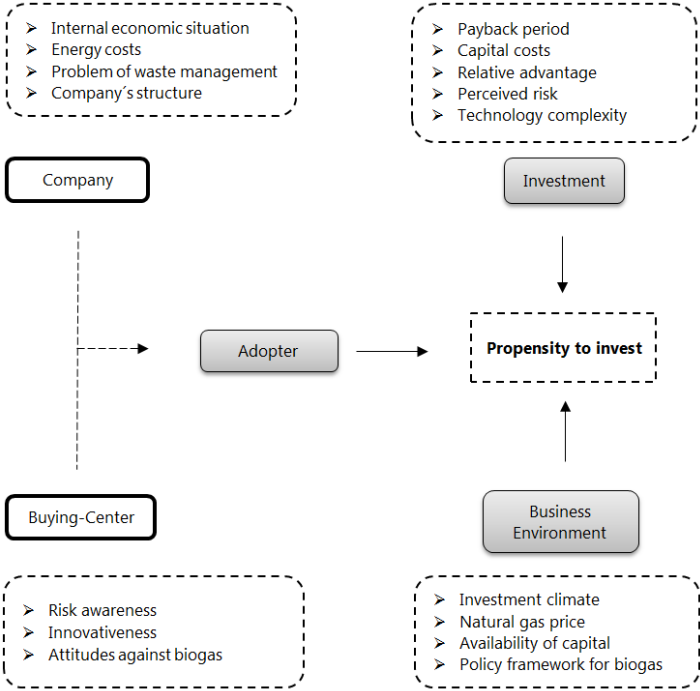 ➢ Internal economic situation
➢ Energy costs
➢ Problem of waste management
➢ Company´s structure
➢ Payback period
➢ Capital costs
➢ Relative advantage
➢ Perceived risk
➢ Technology complexity
Company
Investment
Adopter
Propensity to invest
Buying-Center
Business
Environment
➢ Risk awareness
➢ Innovativeness
➢ Attitudes against biogas
➢ Investment climate
➢ Natural gas price
➢ Availability of capital
➢ Policy framework for biogas